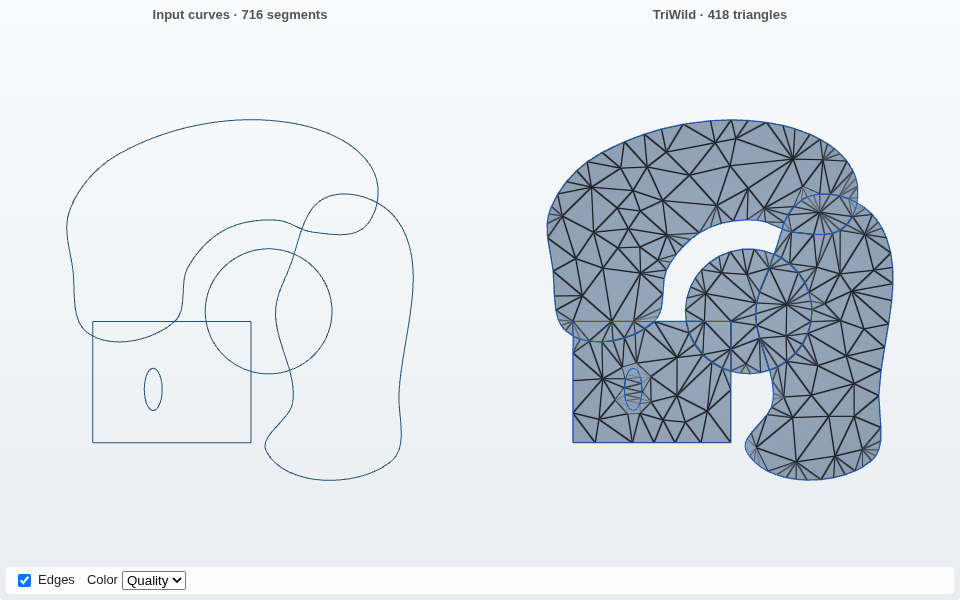 Input curves · 716 segments
TriWild · 418 triangles
Edges Color Quality